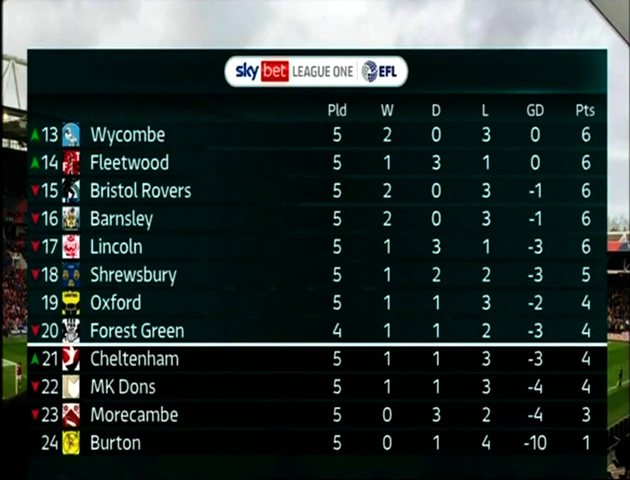 sky bet LEAGUE ONE EFL
Pld W D L GD Pts
13 Wycombe 5 2 0 3 0 6
14 Fleetwood 5 1 3 1 0 6
15 Bristol Rovers 5 2 0 3 -1 6
16 Barnsley 5 2 0 3 -1 6
17 Lincoln 5 1 3 1 -3 6
18 Shrewsbury 5 1 2 2 -3 5
19 Oxford 5 1 1 3 -2 4
20 Forest Green 4 1 1 2 -3 4
21 Cheltenham 5 1 1 3 -3 4
22 MK Dons 5 1 1 3 -4 4
23 Morecambe 5 0 3 2 -4 3
24 Burton 5 0 1 4 -10 1